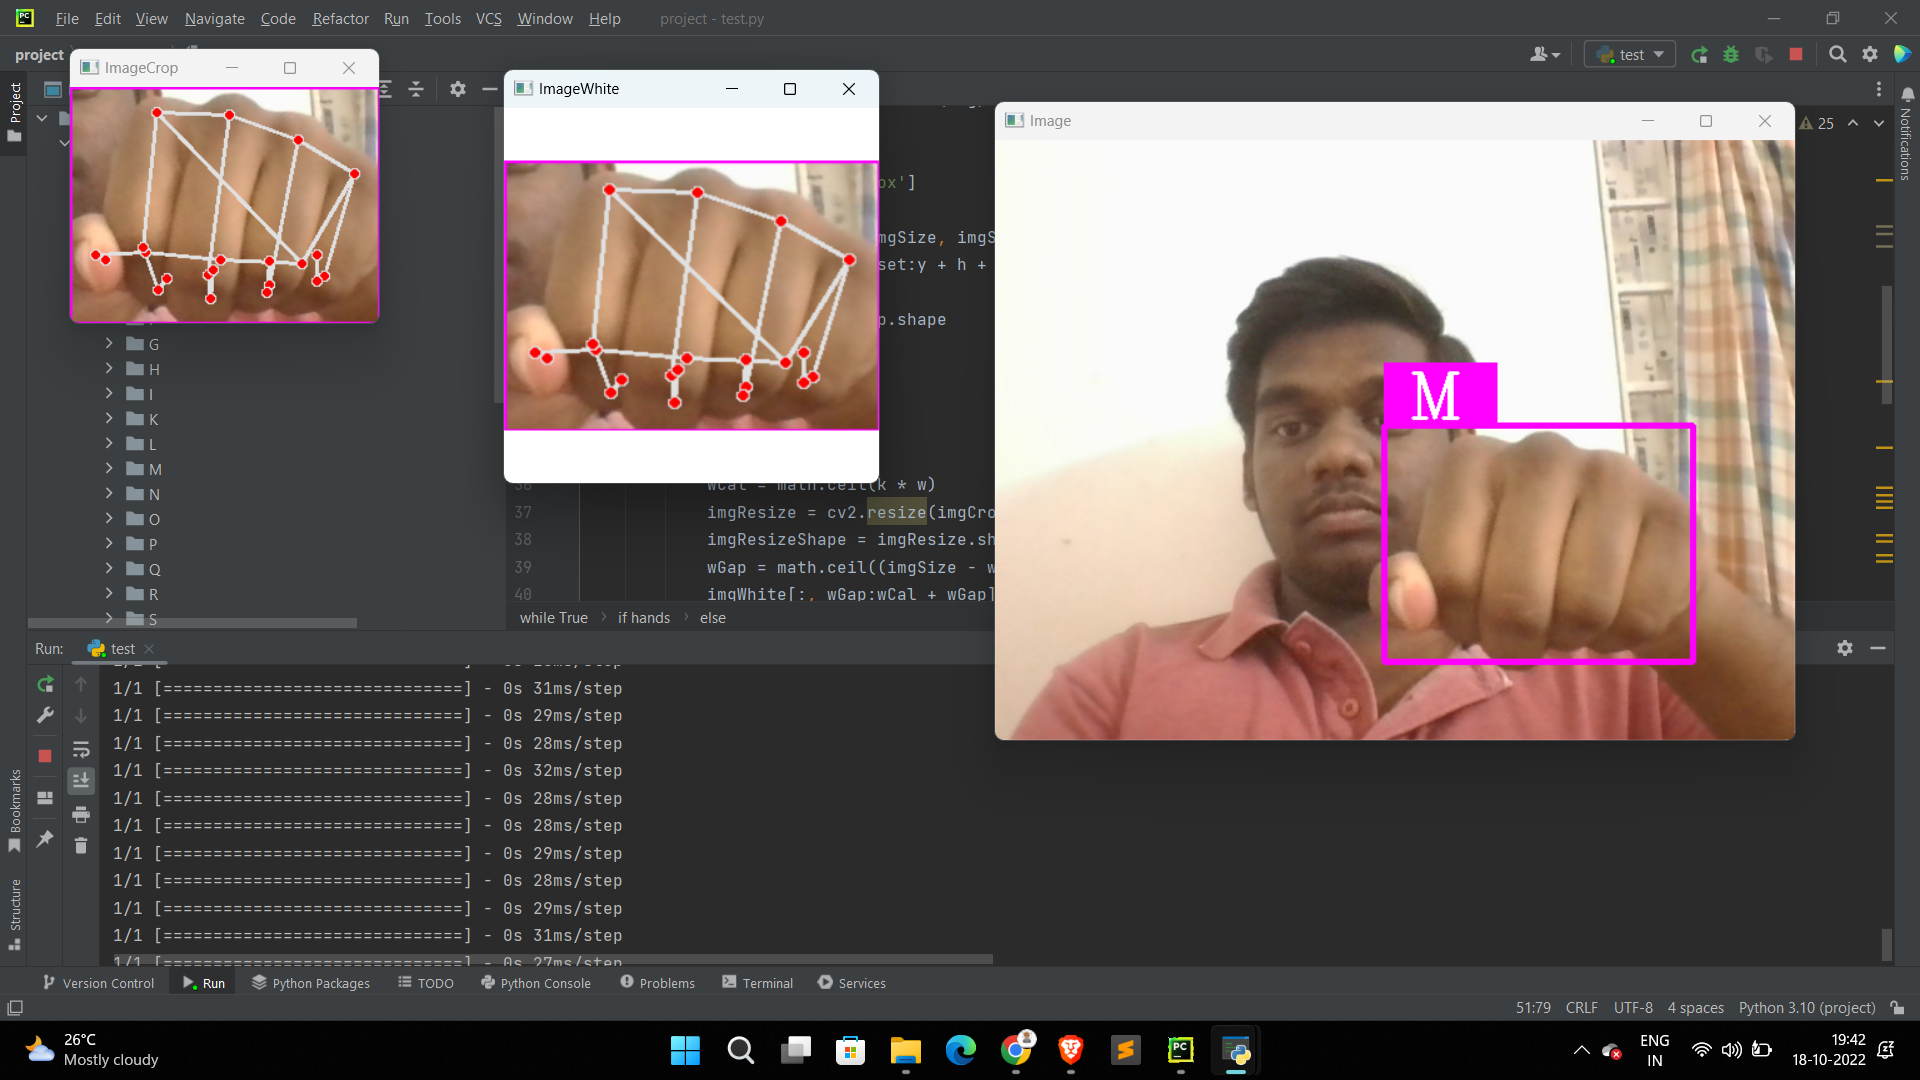 PC File Edit View Navigate Code Refactor Run Tools VCS Window Help project - test.py
project
test
ImageCrop
ImageWhite
Image
25
Project
Notifications
ox']
mgSize, imgS
set:y + h +
p.shape
G
H
I
K
L
M
N
O
P
Q
R
S
M
wCal = math.ceil(k * w)
37 imgResize = cv2.resize(imgCro
38 imgResizeShape = imgResize.sh
39 wGap = math.ceil((imgSize - w
40 imgWhite[:, wGap:wCal + wGap]
while True if hands else
Run: test
1/1 [==============================] - 0s 31ms/step
1/1 [==============================] - 0s 29ms/step
1/1 [==============================] - 0s 28ms/step
1/1 [==============================] - 0s 32ms/step
1/1 [==============================] - 0s 28ms/step
1/1 [==============================] - 0s 28ms/step
1/1 [==============================] - 0s 29ms/step
1/1 [==============================] - 0s 28ms/step
1/1 [==============================] - 0s 29ms/step
1/1 [==============================] - 0s 31ms/step
1/1 [==============================] - 0s 27ms/step
Bookmarks
Structure
Version Control Run Python Packages TODO Python Console Problems Terminal Services
51:79 CRLF UTF-8 4 spaces Python 3.10 (project)
26°C
Mostly cloudy
PC
ENG
IN
19:42
18-10-2022